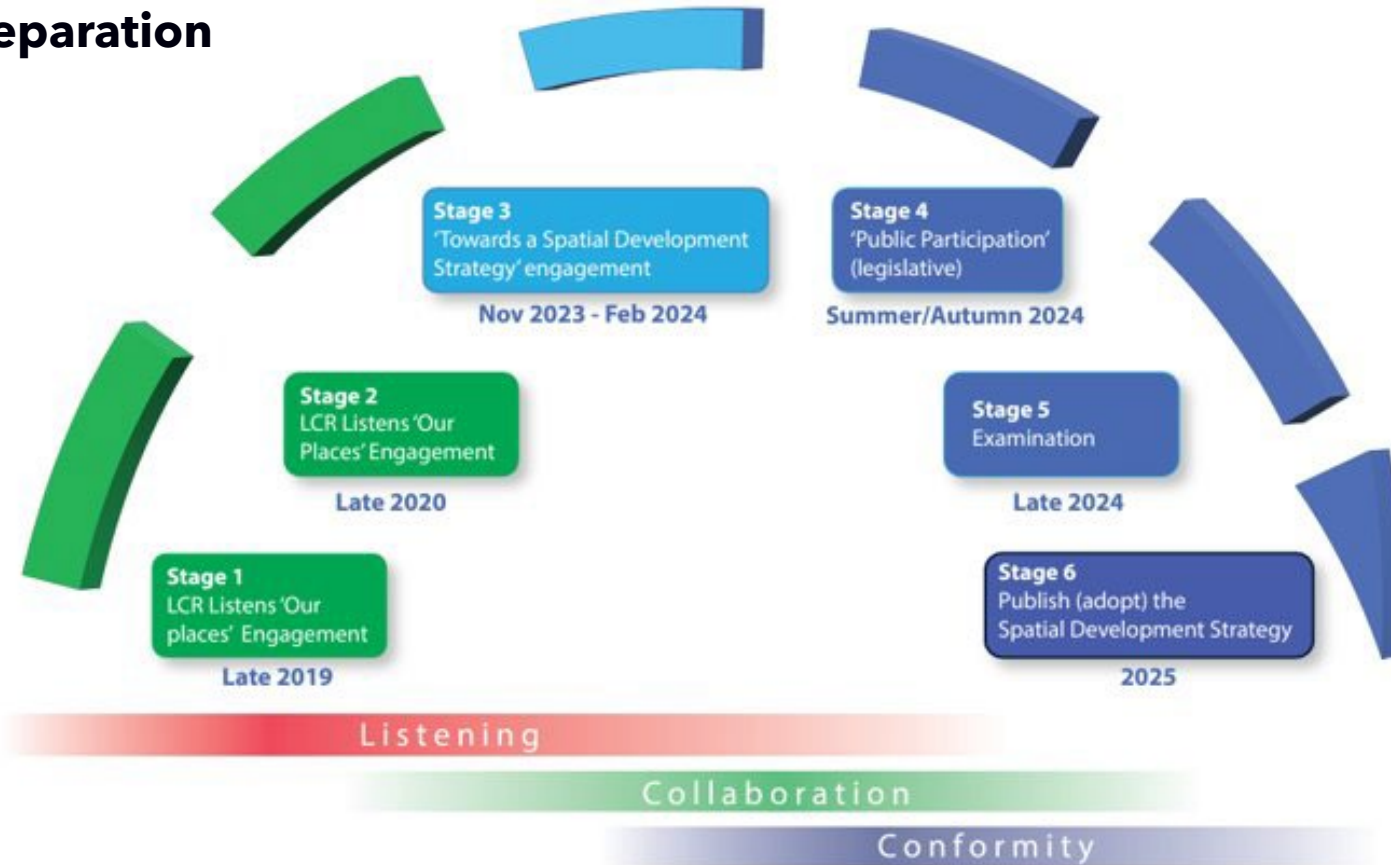 eparation
Stage 3
'Towards a Spatial Development
Strategy' engagement
Nov 2023 - Feb 2024
Stage 4
'Public Participation'
(legislative)
Summer/Autumn 2024
Stage 2
LCR Listens 'Our
Places' Engagement
Late 2020
Stage 5
Examination
Late 2024
Stage 1
LCR Listens 'Our
places' Engagement
Late 2019
Stage 6
Publish (adopt) the
Spatial Development Strategy
2025
Listening
Collaboration
Conformity